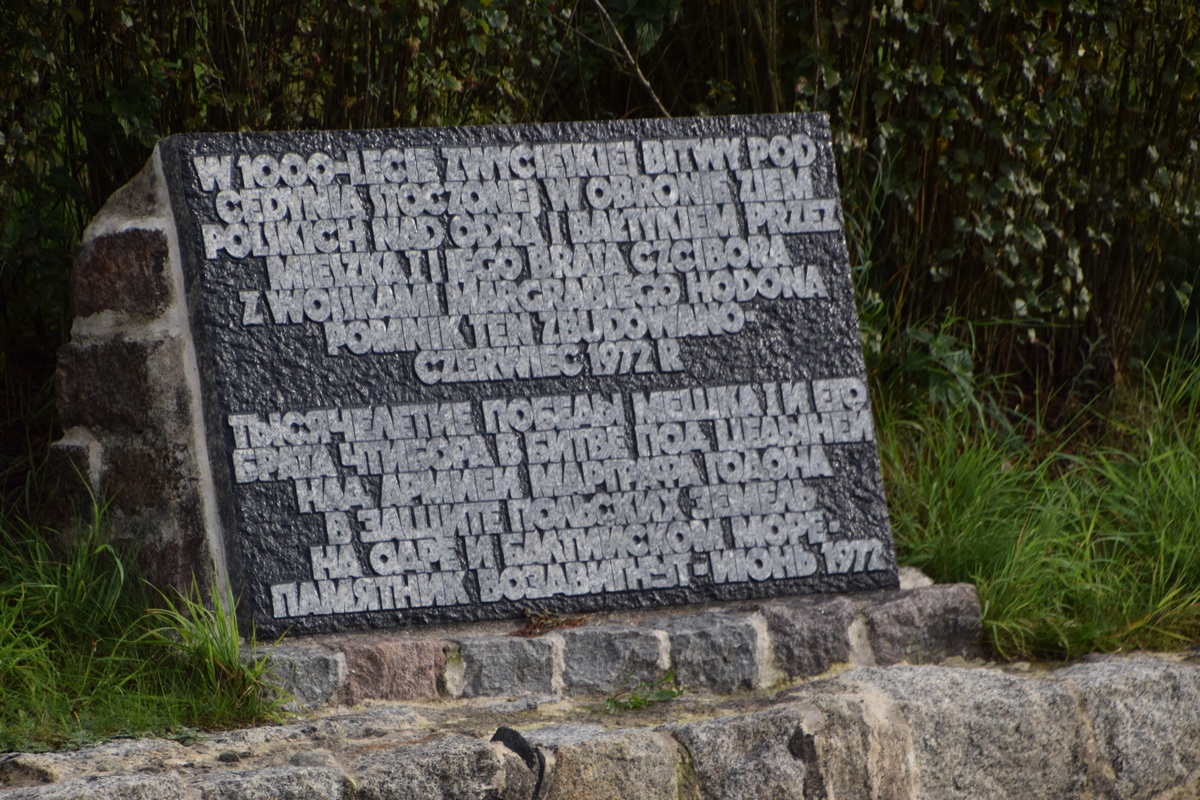 W 1000-LECIE ZWYCIĘSKIEJ BITWY POD
CEDYNIĄ STOCZONEJ W OBRONIE ZIEM
POLSKICH NAD ODRĄ I BAŁTYKIEM PRZEZ
MIESZKA I I JEGO BRATA CZCIBORA
Z WOJSKAMI MARGRABIEGO HODONA
POMNIK TEN ZBUDOWANO-
CZERWIEC 1972 R
ТЫСЯЧЕЛЕТИЕ ПОБЕДЫ МЕШКА I И ЕГО
БРАТА ЧТИБОРА В БИТВЕ ПОД ЦЕДЫНЕЙ
НАД АРМИЕЙ МАРГРАФА ГОДОНА
В ЗАЩИТЕ ПОЛЬСКИХ ЗЕМЕЛЬ
НА ОДРЕ И БАЛТИЙСКОМ МОРЕ-
ПАМЯТНИК ВОЗДВИГНУТ-ИЮНЬ 1972